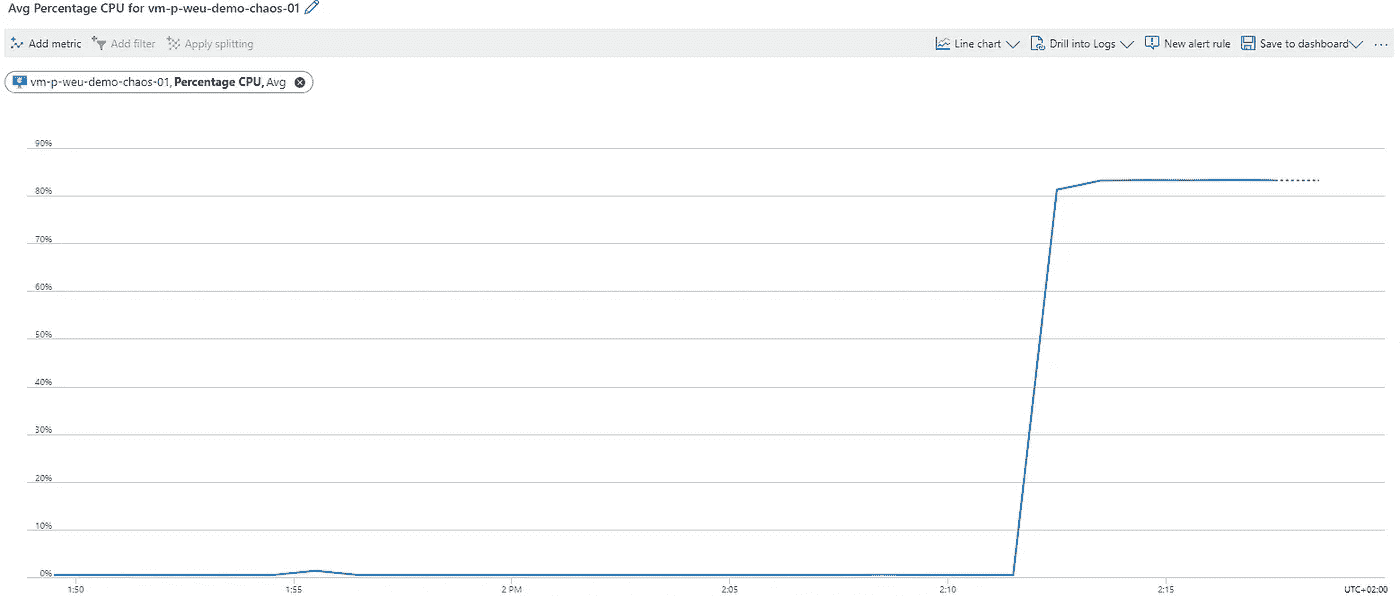 Avg Percentage CPU for vm-p-weu-demo-chaos-01
Add metric Add filter Apply splitting Line chart Drill into Logs New alert rule Save to dashboard ...
vm-p-weu-demo-chaos-01, Percentage CPU, Avg
90%
80%
70%
60%
50%
40%
30%
20%
10%
0%
1:50 1:55 2 PM 2:05 2:10 2:15 UTC+02:00